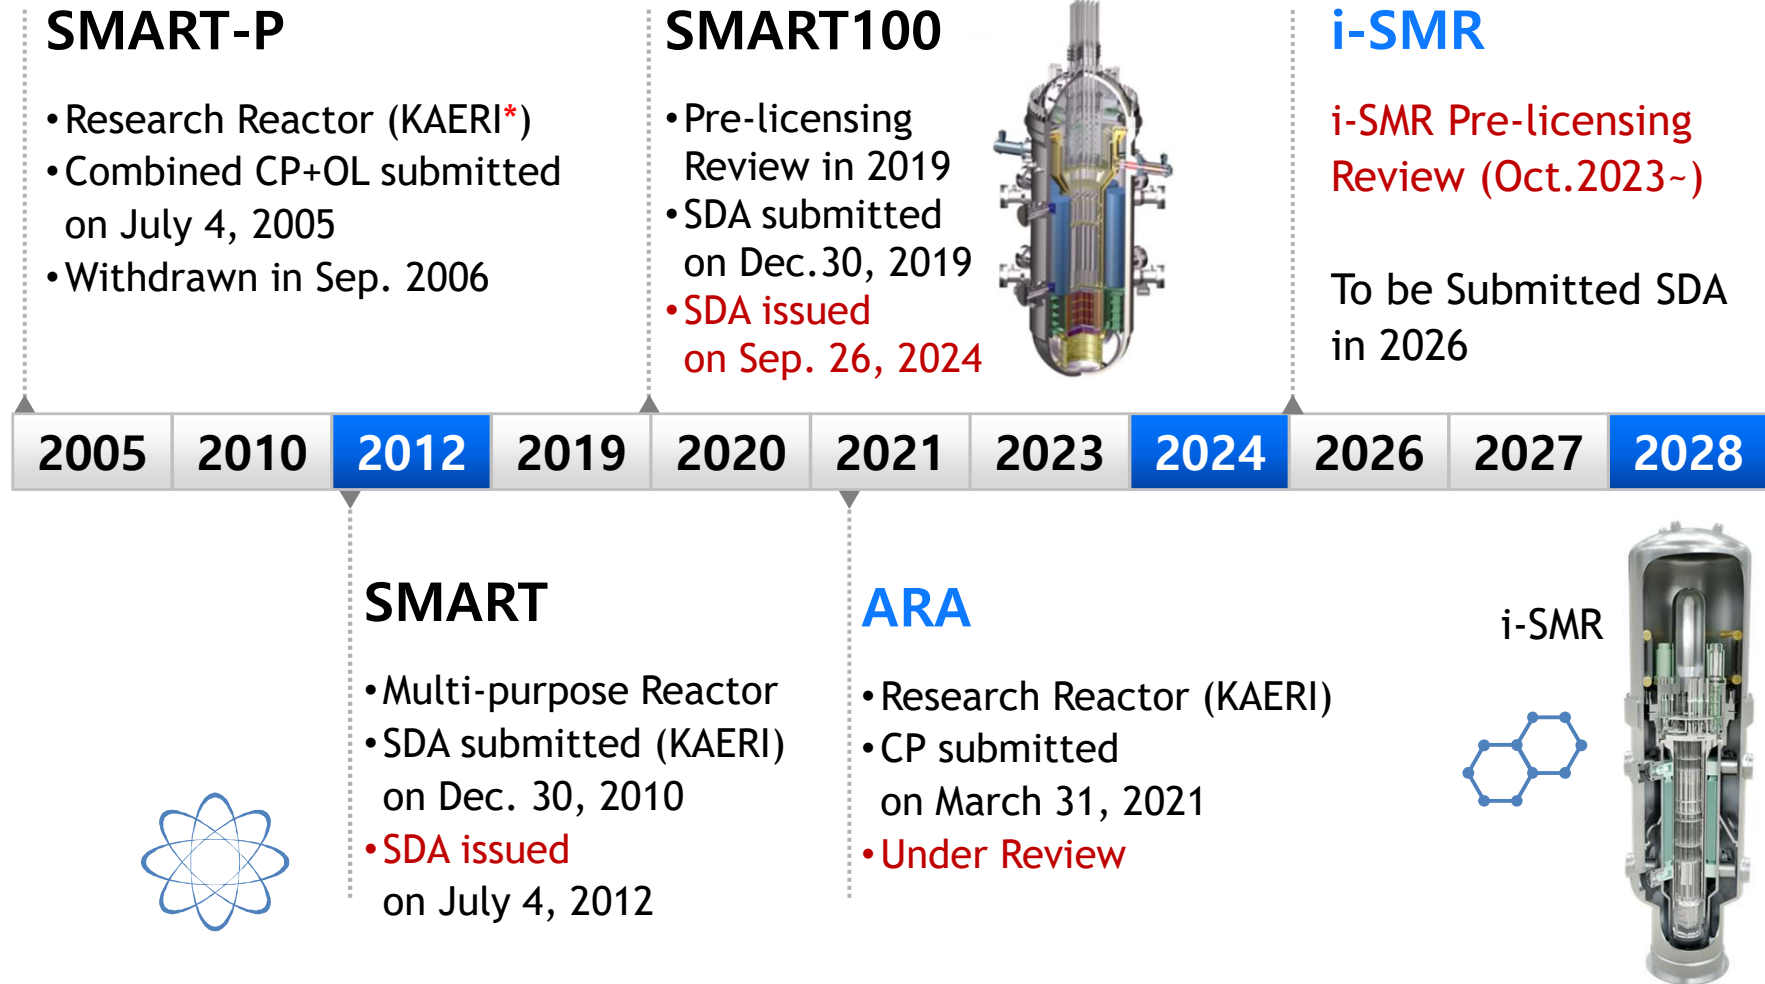 SMART-P
•Research Reactor (KAERI*)
•Combined CP+OL submitted
on July 4, 2005
•Withdrawn in Sep. 2006
SMART100
•Pre-licensing
Review in 2019
•SDA submitted
on Dec.30, 2019
•SDA issued
on Sep. 26, 2024
i-SMR
i-SMR Pre-licensing
Review (Oct.2023~)
To be Submitted SDA
in 2026
2005 2010 2012 2019 2020 2021 2023 2024 2026 2027 2028
SMART
•Multi-purpose Reactor
•SDA submitted (KAERI)
on Dec. 30, 2010
•SDA issued
on July 4, 2012
ARA
•Research Reactor (KAERI)
•CP submitted
on March 31, 2021
•Under Review
i-SMR